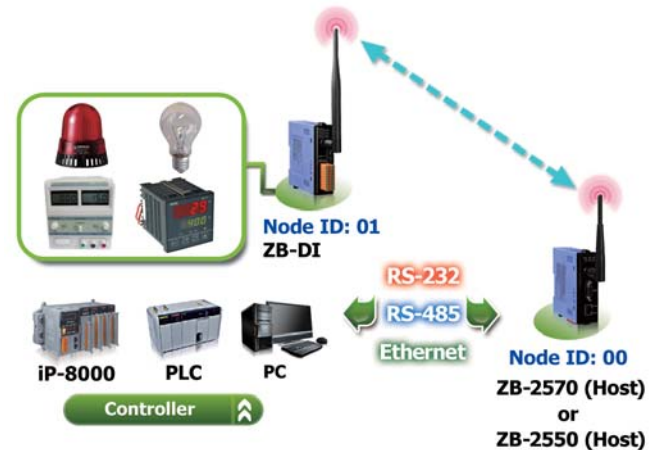 Node ID: 01
ZB-DI
RS-232
RS-485
Ethernet
iP-8000
PLC
PC
Controller
Node ID: 00
ZB-2570 (Host)
or
ZB-2550 (Host)